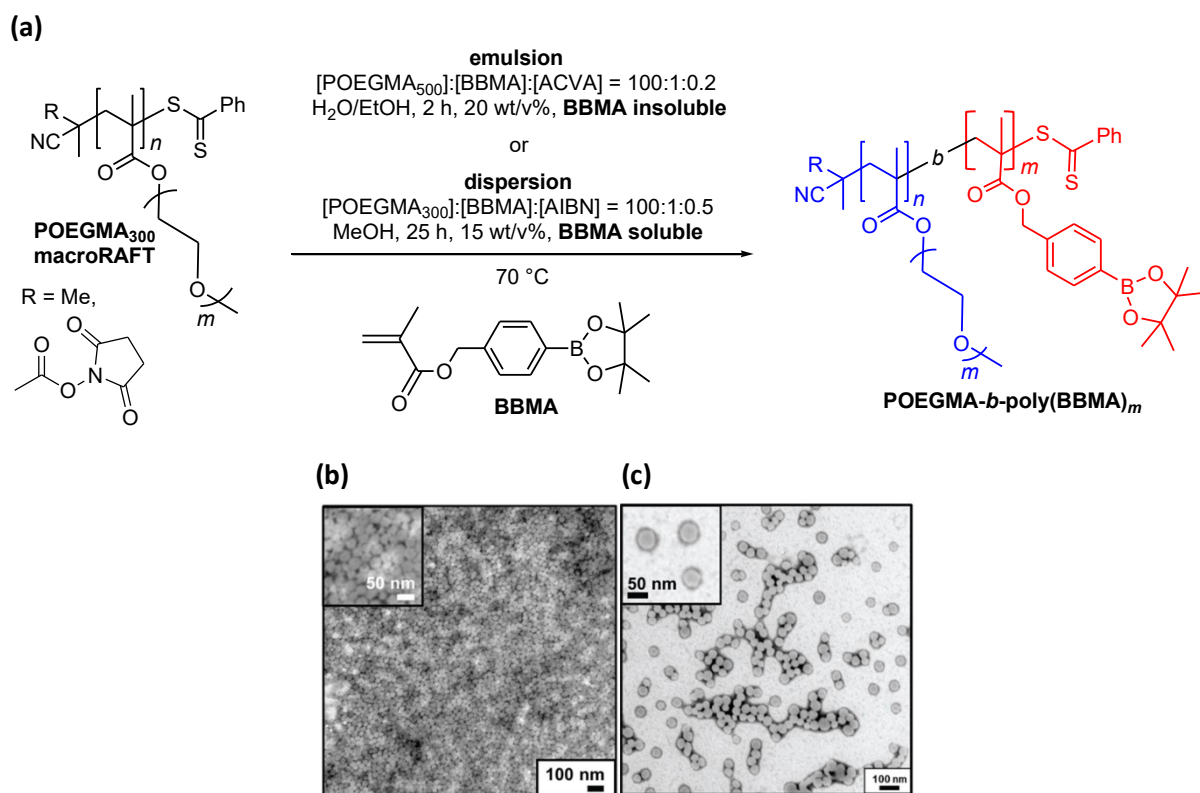 (a)
emulsion
[POEGMA500]:[BBMA]:[ACVA] = 100:1:0.2
H2O/EtOH, 2 h, 20 wt/v%, BBMA insoluble
or
dispersion
[POEGMA300]:[BBMA]:[AIBN] = 100:1:0.5
MeOH, 25 h, 15 wt/v%, BBMA soluble
70 °C
R
NC
n
S
Ph
S
O
O
O
m
POEGMA300
macroRAFT
R = Me,
O
O
O
N
O
O
O
B
O
O
BBMA
R
NC
n
b
m
S
Ph
S
O
O
O
m
O
O
B
O
O
POEGMA-b-poly(BBMA)m
(b)
50 nm
100 nm
(c)
50 nm
100 nm